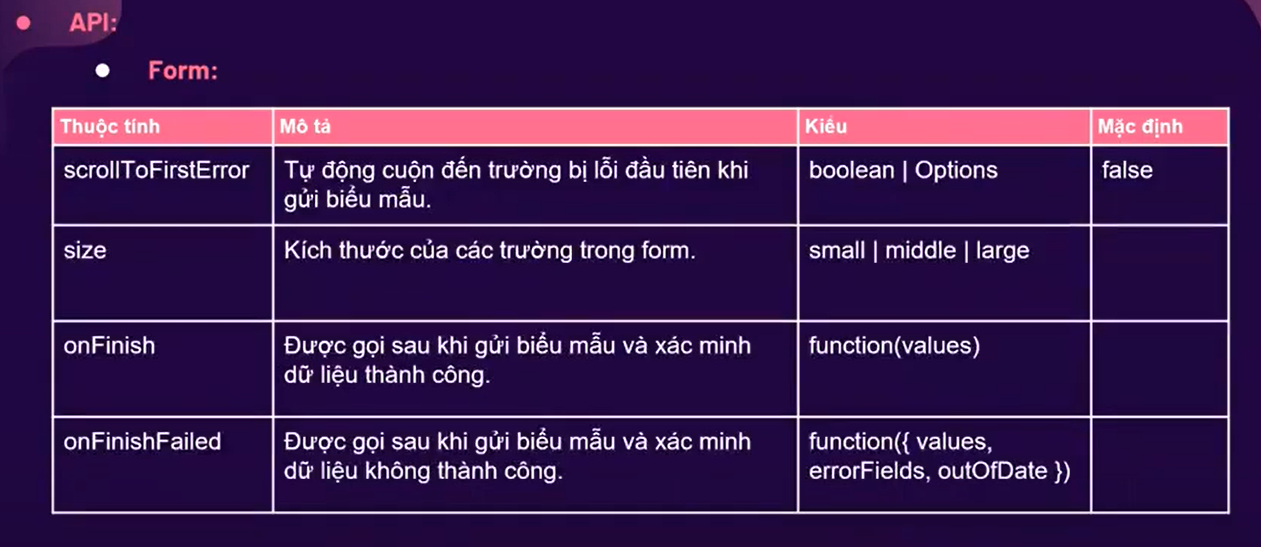 API:
Form:
Thuộc tính
Mô tả
Kiểu
Mặc định
scrollToFirstError
Tự động cuộn đến trường bị lỗi đầu tiên khi
gửi biểu mẫu.
boolean | Options
false
size
Kích thước của các trường trong form.
small | middle | large
onFinish
Được gọi sau khi gửi biểu mẫu và xác minh
dữ liệu thành công.
function(values)
onFinishFailed
Được gọi sau khi gửi biểu mẫu và xác minh
dữ liệu không thành công.
function({ values,
errorFields, outOfDate })